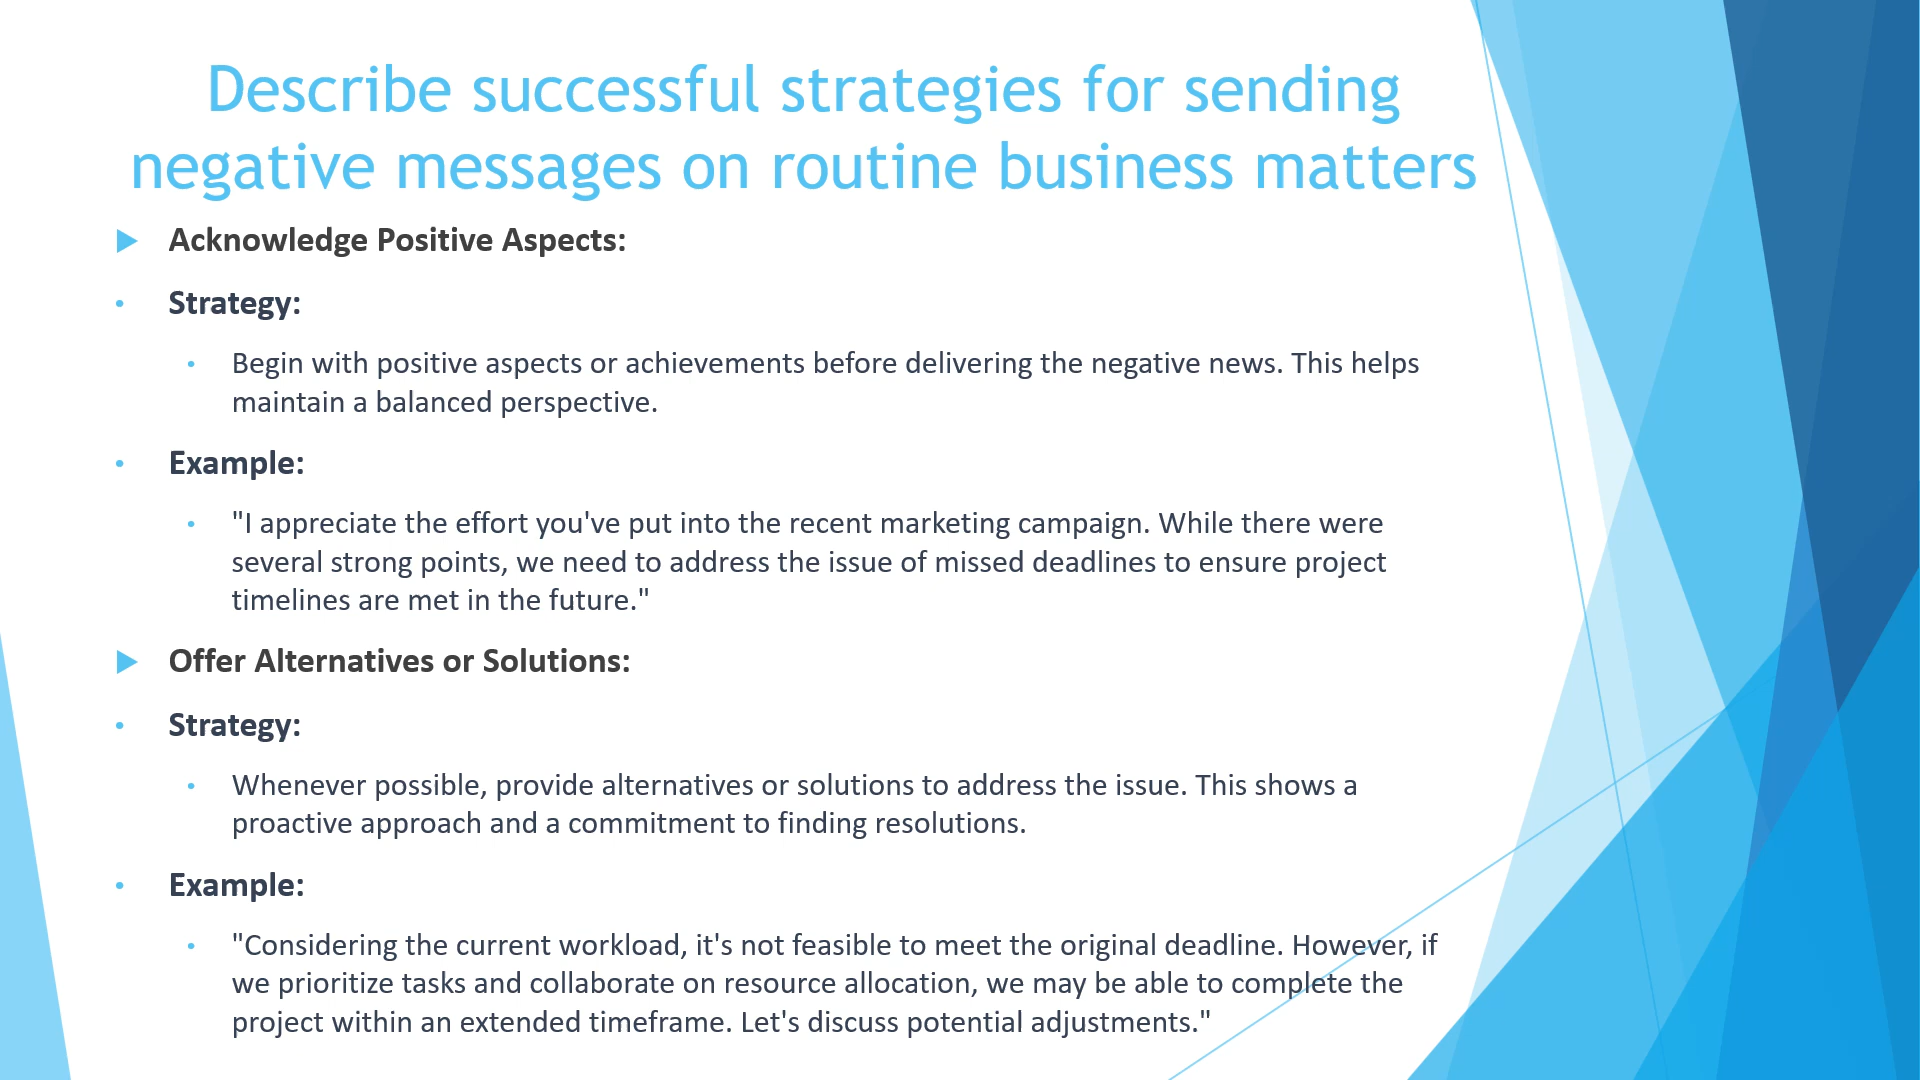 Describe successful strategies for sending
negative messages on routine business matters
Acknowledge Positive Aspects:
Strategy:
Begin with positive aspects or achievements before delivering the negative news. This helps
maintain a balanced perspective.
Example:
"I appreciate the effort you've put into the recent marketing campaign. While there were
several strong points, we need to address the issue of missed deadlines to ensure project
timelines are met in the future."
Offer Alternatives or Solutions:
Strategy:
Whenever possible, provide alternatives or solutions to address the issue. This shows a
proactive approach and a commitment to finding resolutions.
Example:
"Considering the current workload, it's not feasible to meet the original deadline. However, if
we prioritize tasks and collaborate on resource allocation, we may be able to complete the
project within an extended timeframe. Let's discuss potential adjustments."